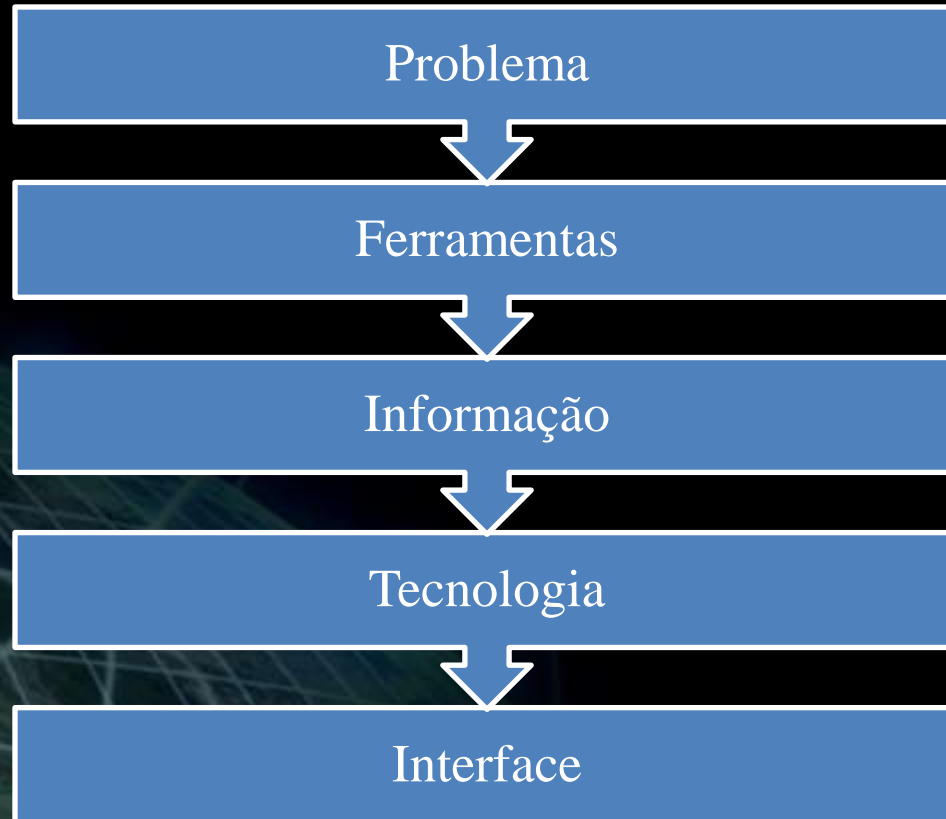 Problema
Ferramentas
Informação
Tecnologia
Interface